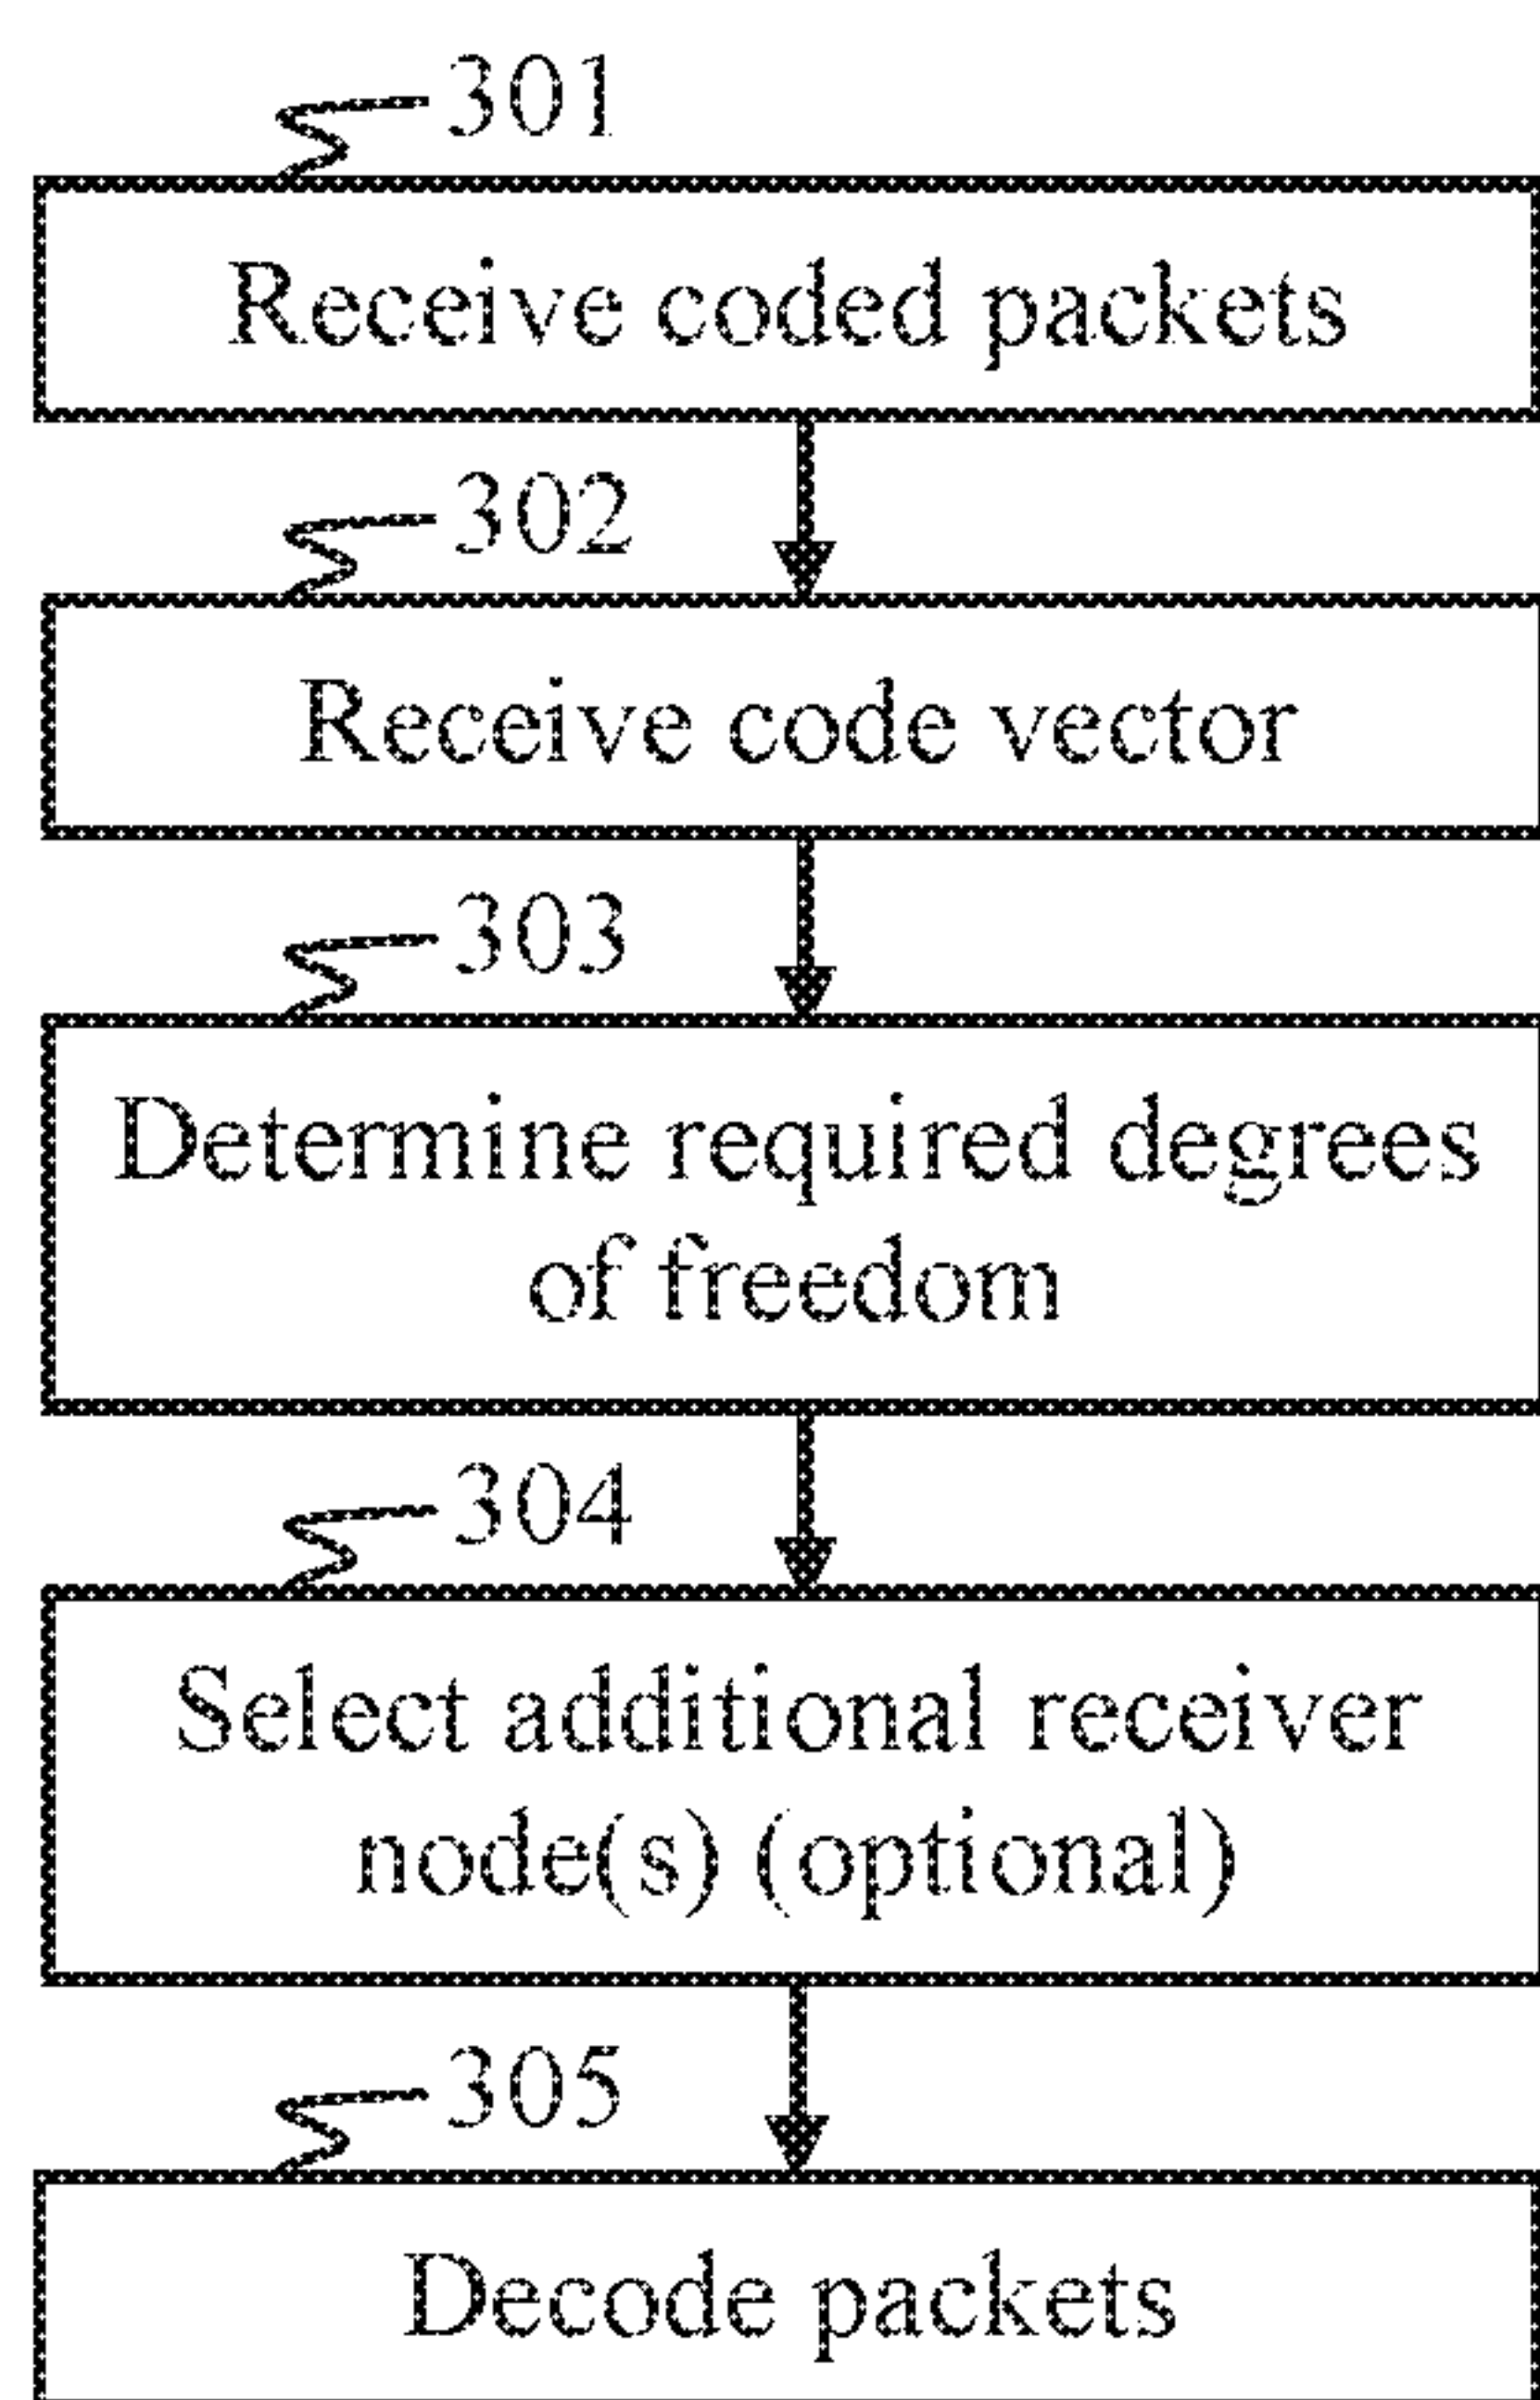 301
Receive coded packets
302
Receive code vector
303
Determine required degrees
of freedom
304
Select additional receiver
node(s) (optional)
305
Decode packets